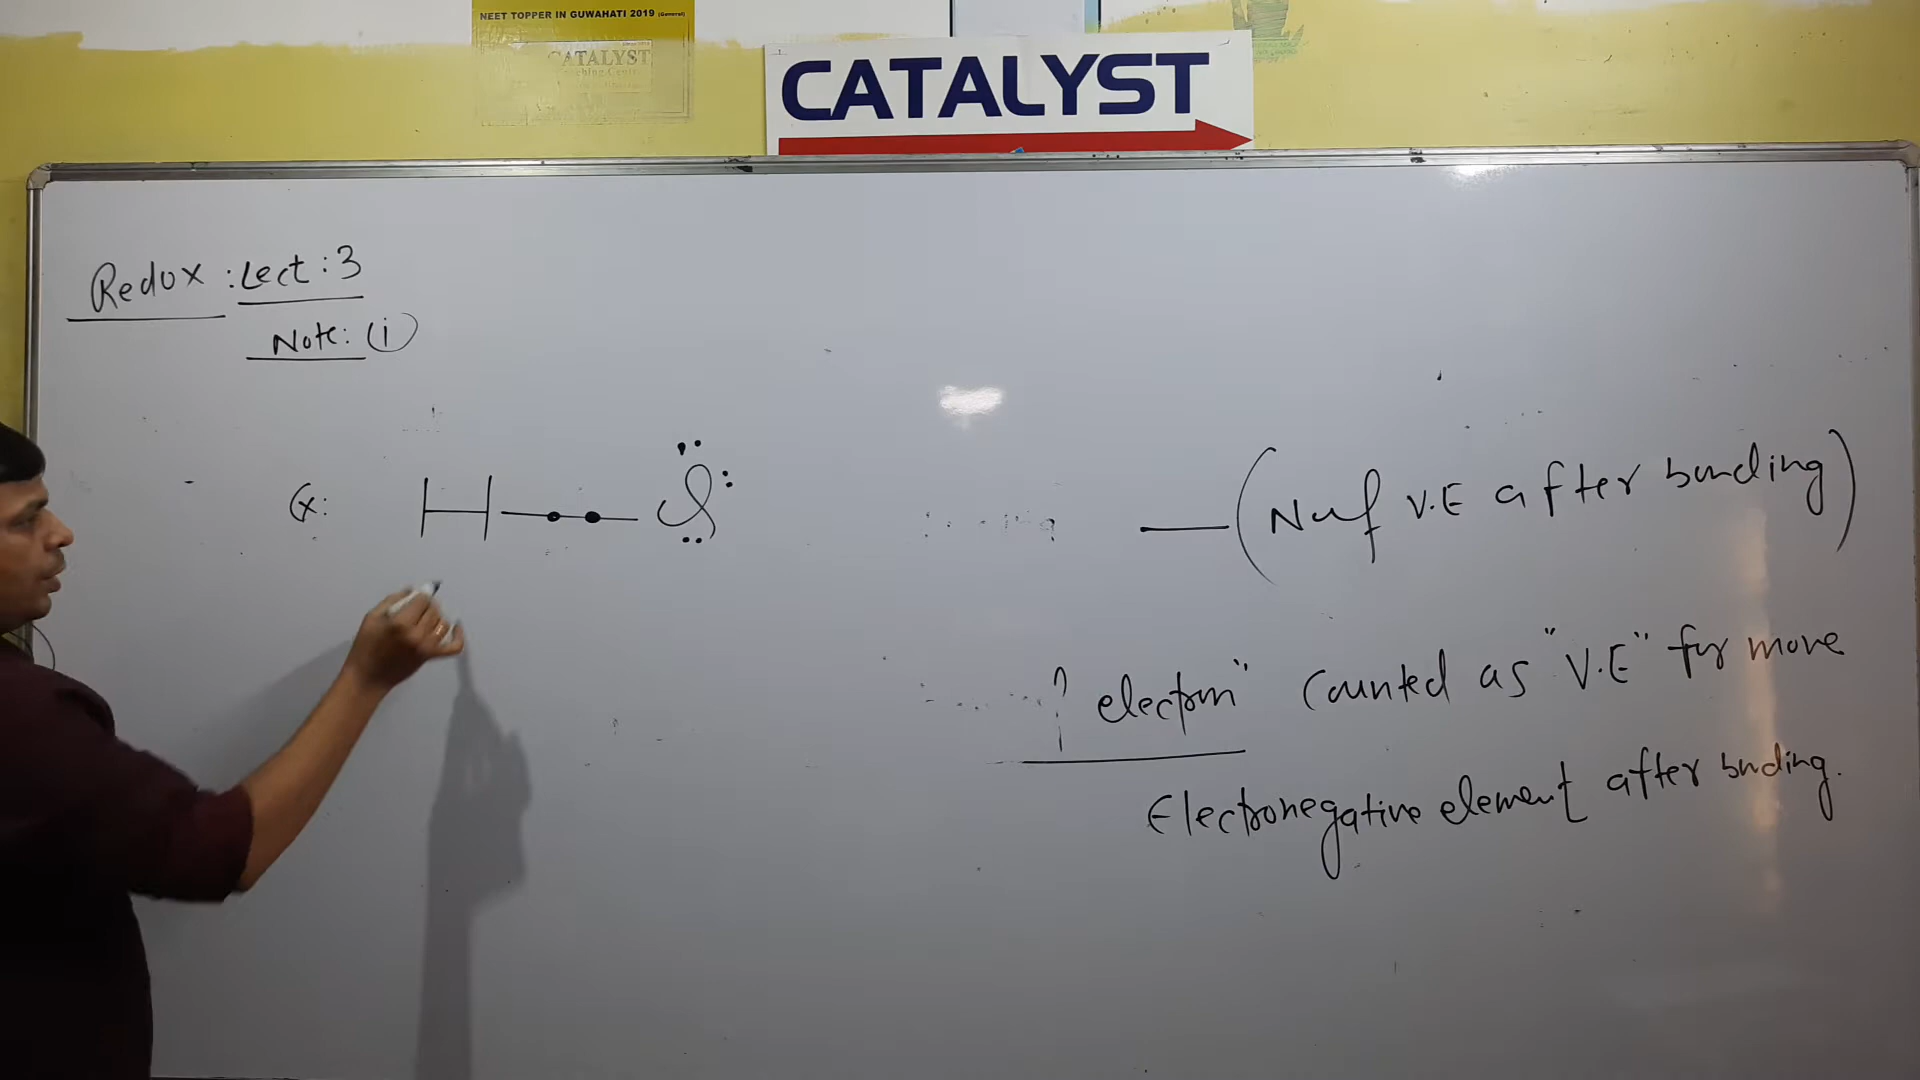 NEET TOPPER IN GUWAHATI 2019 (General)
CATALYST
CATALYST
Redox : Lect : 3
Note: (i)
Ex:
H
(N of V.E after bonding)
electron" Counted as "V.E" for more
Electronegative element after bonding.